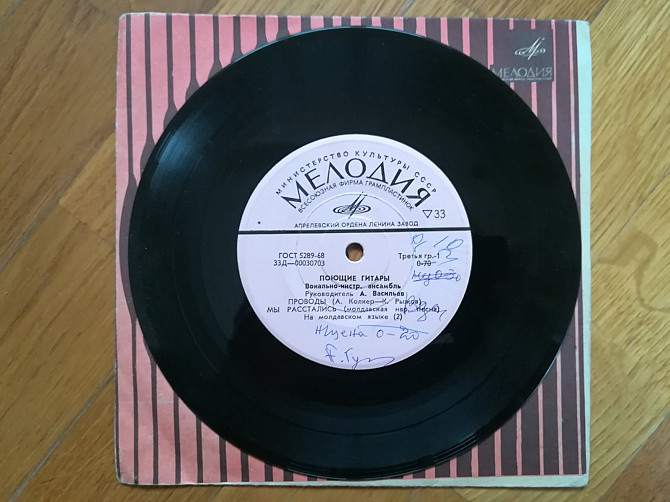 МЕЛОДИЯ
МИНИСТЕРСТВО КУЛЬТУРЫ СССР
МЕЛОДИЯ
ВСЕСОЮЗНАЯ ФИРМА ГРАМПЛАСТИНОК
▽33
АПРЕЛЕВСКИЙ ОРДЕНА ЛЕНИНА ЗАВОД
ГОСТ 5289-68
33Д—00030703
Третья гр.-1
0-70
ПОЮЩИЕ ГИТАРЫ
Вокально-инстр. ансамбль
Руководитель А. Васильев
ПРОВОДЫ (А. Колкер—К. Рыжов)
МЫ РАССТАЛИСЬ (молдавская нар. песня)
На молдавском языке (2)
0-20